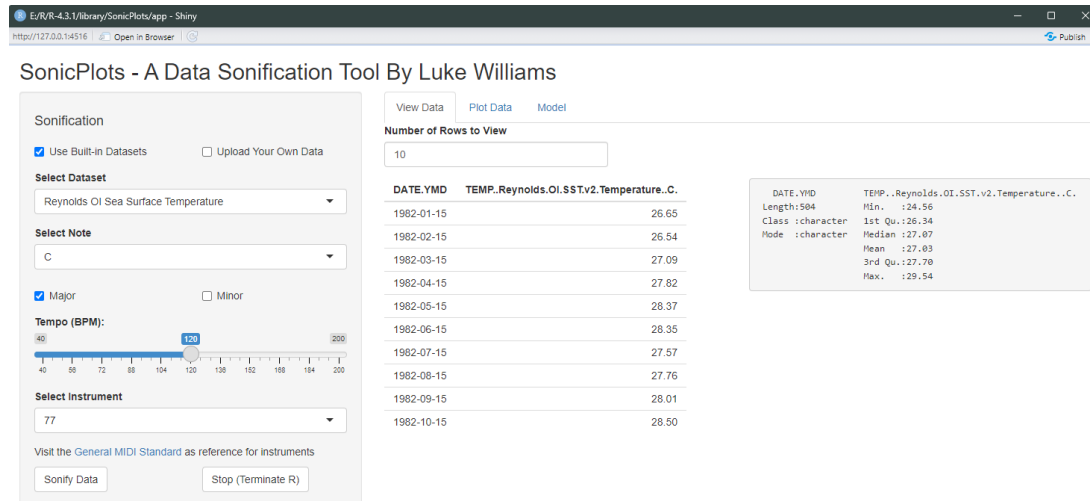 E:/R/R-4.3.1/library/SonicPlots/app - Shiny
http://127.0.0.1:4516 Open in Browser
Publish
SonicPlots - A Data Sonification Tool By Luke Williams
Sonification
Use Built-in Datasets Upload Your Own Data
Select Dataset
Reynolds OI Sea Surface Temperature
Select Note
C
Major Minor
Tempo (BPM):
40 120 200
40 56 72 88 104 120 136 152 168 184 200
Select Instrument
77
Visit the General MIDI Standard as reference for instruments
Sonify Data Stop (Terminate R)
View Data Plot Data Model
Number of Rows to View
10
DATE.YMD TEMP..Reynolds.OI.SST.v2.Temperature..C.
1982-01-15 26.65
1982-02-15 26.54
1982-03-15 27.09
1982-04-15 27.82
1982-05-15 28.37
1982-06-15 28.35
1982-07-15 27.57
1982-08-15 27.76
1982-09-15 28.01
1982-10-15 28.50
DATE.YMD TEMP..Reynolds.OI.SST.v2.Temperature..C.
Length:504 Min. :24.56
Class :character 1st Qu.:26.34
Mode :character Median :27.07
Mean :27.03
3rd Qu.:27.70
Max. :29.54